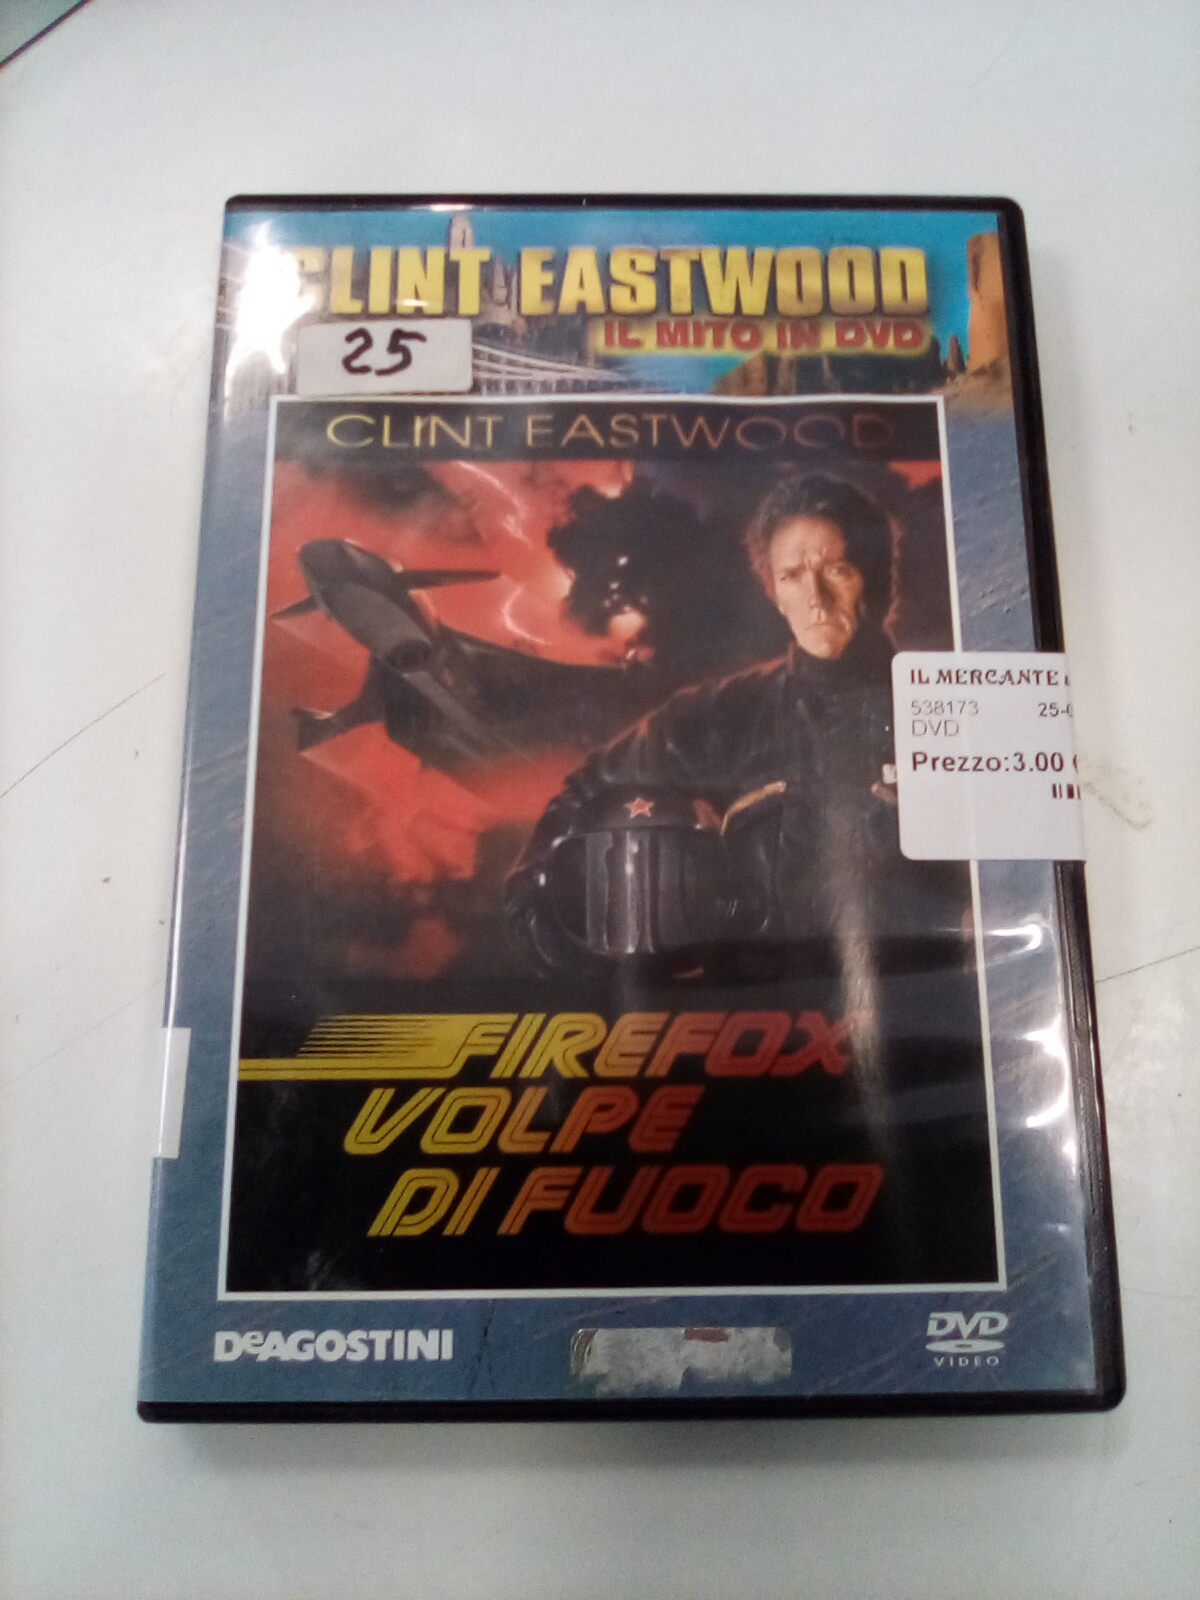 CLINT EASTWOOD
IL MITO IN DVD
25
CLINT EASTWOOD
IL MERCANTE
538173
25-0
DVD
Prezzo:3.00
FIREFOX
VOLPE
DI FUOCO
DeAGOSTINI
DVD
VIDEO